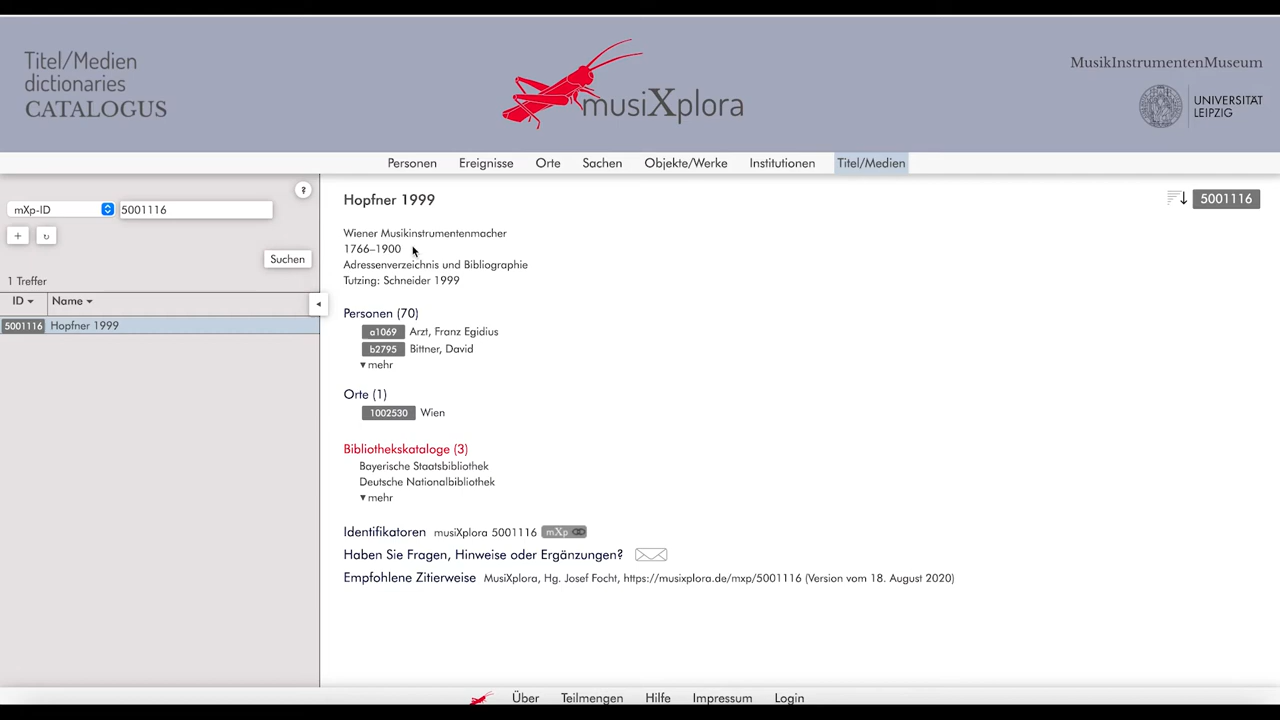 Titel/Medien
dictionaries
CATALOGUS
musiXplora
MusikInstrumentenMuseum
UNIVERSITÄT
LEIPZIG
Personen Ereignisse Orte Sachen Objekte/Werke Institutionen Titel/Medien
?
mXp-ID 5001116
+ ↻
Suchen
1 Treffer
ID ▾ Name ▾
5001116 Hopfner 1999
Hopfner 1999
5001116
Wiener Musikinstrumentenmacher
1766–1900
Adressenverzeichnis und Bibliographie
Tutzing: Schneider 1999
Personen (70)
a1069 Arzt, Franz Egidius
b2795 Bittner, David
▾ mehr
Orte (1)
1002530 Wien
Bibliothekskataloge (3)
Bayerische Staatsbibliothek
Deutsche Nationalbibliothek
▾ mehr
Identifikatoren musiXplora 5001116 mXp
Haben Sie Fragen, Hinweise oder Ergänzungen?
Empfohlene Zitierweise MusiXplora, Hg. Josef Focht, https://musixplora.de/mxp/5001116 (Version vom 18. August 2020)
Über Teilmengen Hilfe Impressum Login